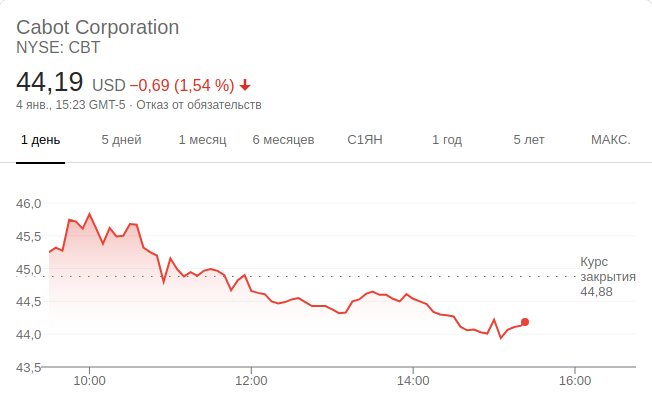 Cabot Corporation
NYSE: CBT
44,19 USD −0,69 (1,54 %)
4 янв., 15:23 GMT-5 · Отказ от обязательств
1 день 5 дней 1 месяц 6 месяцев С1ЯН 1 год 5 лет МАКС.
46,0
45,5
45,0
44,5
44,0
43,5
Курс
закрытия
44,88
10:00 12:00 14:00 16:00